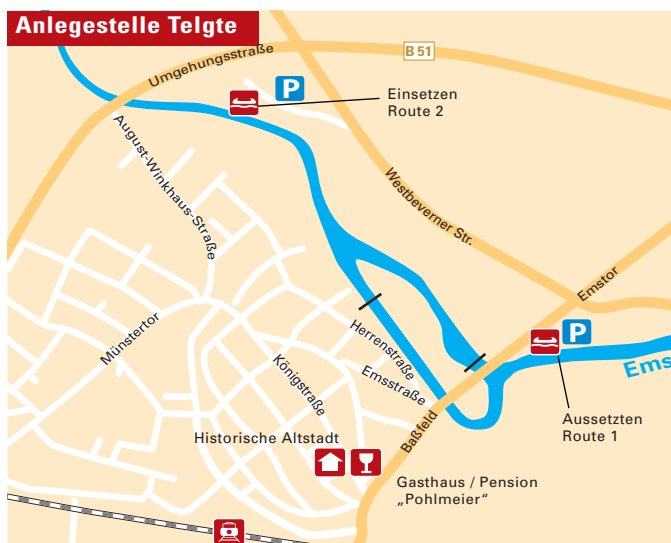 Anlegestelle Telgte
B 51
Umgehungsstraße
P
Einsetzen
Route 2
August-Winkhaus-Straße
Westbeverner Str.
Emstor
Münstertor
Herrenstraße
P
Königstraße
Emsstraße
Ems
Aussetzten
Route 1
Baßfeld
Historische Altstadt
Gasthaus / Pension
„Pohlmeier“